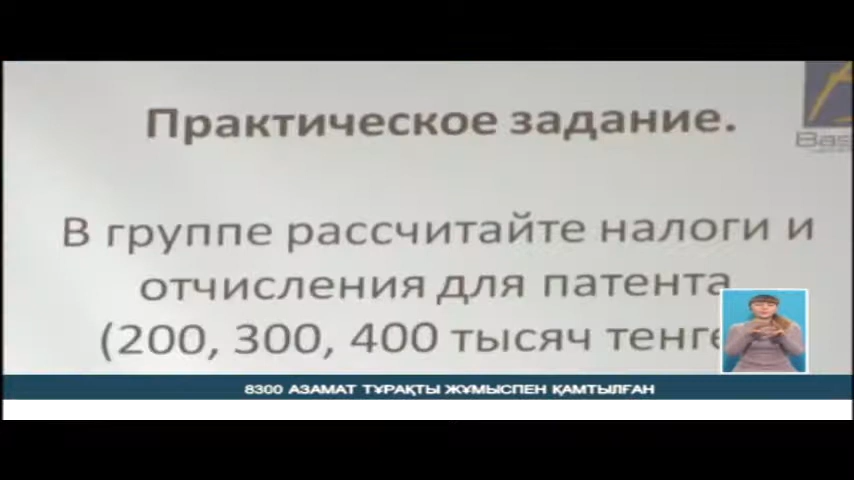 Практическое задание.
В группе рассчитайте налоги и
отчисления для патента
(200, 300, 400 тысяч тенге
8300 АЗАМАТ ТҰРАҚТЫ ЖҰМЫСПЕН ҚАМТЫЛҒАН